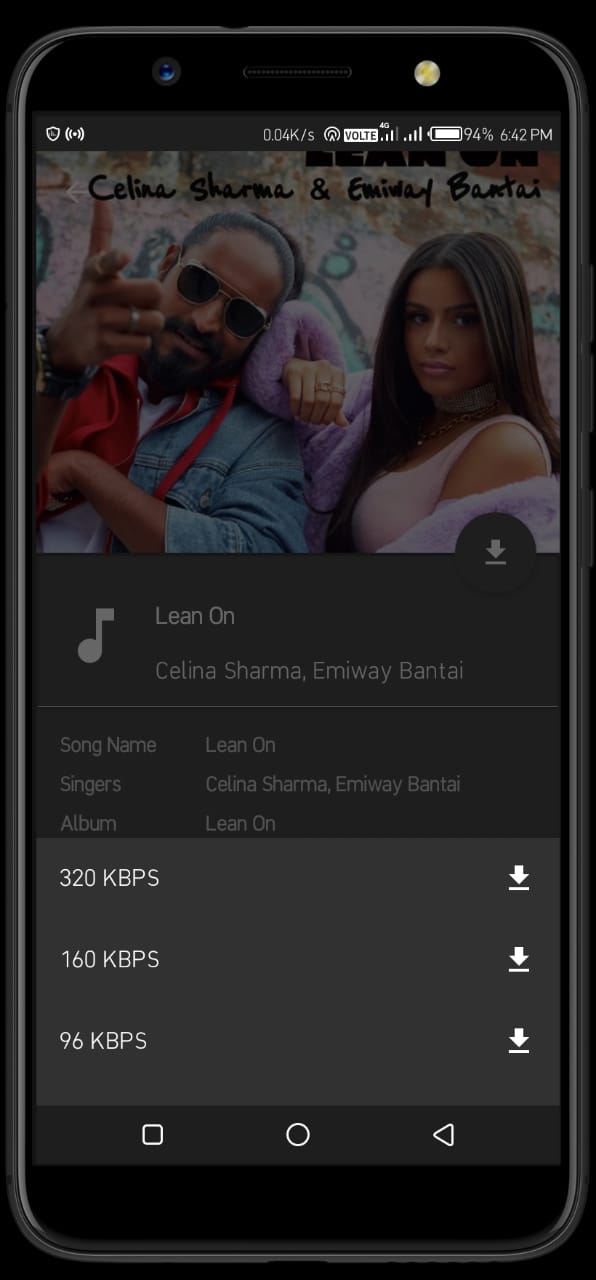 0.04K/s VOLTE 4G 94% 6:42 PM
LEAN ON
Celina Sharma & Emiway Bantai
Lean On
Celina Sharma, Emiway Bantai
Song Name Lean On
Singers Celina Sharma, Emiway Bantai
Album Lean On
320 KBPS
160 KBPS
96 KBPS